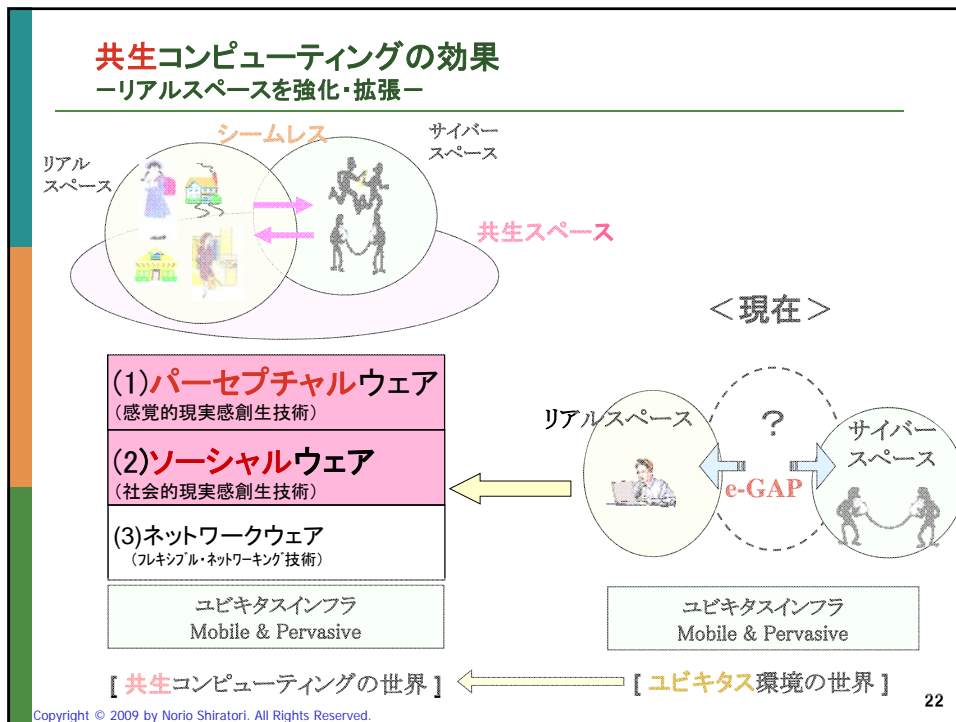 共生コンピューティングの効果
－リアルスペースを強化・拡張－
シームレス
サイバー
スペース
リアル
スペース
共生スペース
＜現在＞
(1)パーセプチャルウェア
（感覚的現実感創生技術）
(2)ソーシャルウェア
（社会的現実感創生技術）
(3)ネットワークウェア
（フレキシブル・ネットワーキング技術）
ユビキタスインフラ
Mobile & Pervasive
リアルスペース
？
サイバー
スペース
e-GAP
ユビキタスインフラ
Mobile & Pervasive
[ 共生コンピューティングの世界 ]
[ ユビキタス環境の世界 ]
22
Copyright © 2009 by Norio Shiratori. All Rights Reserved.